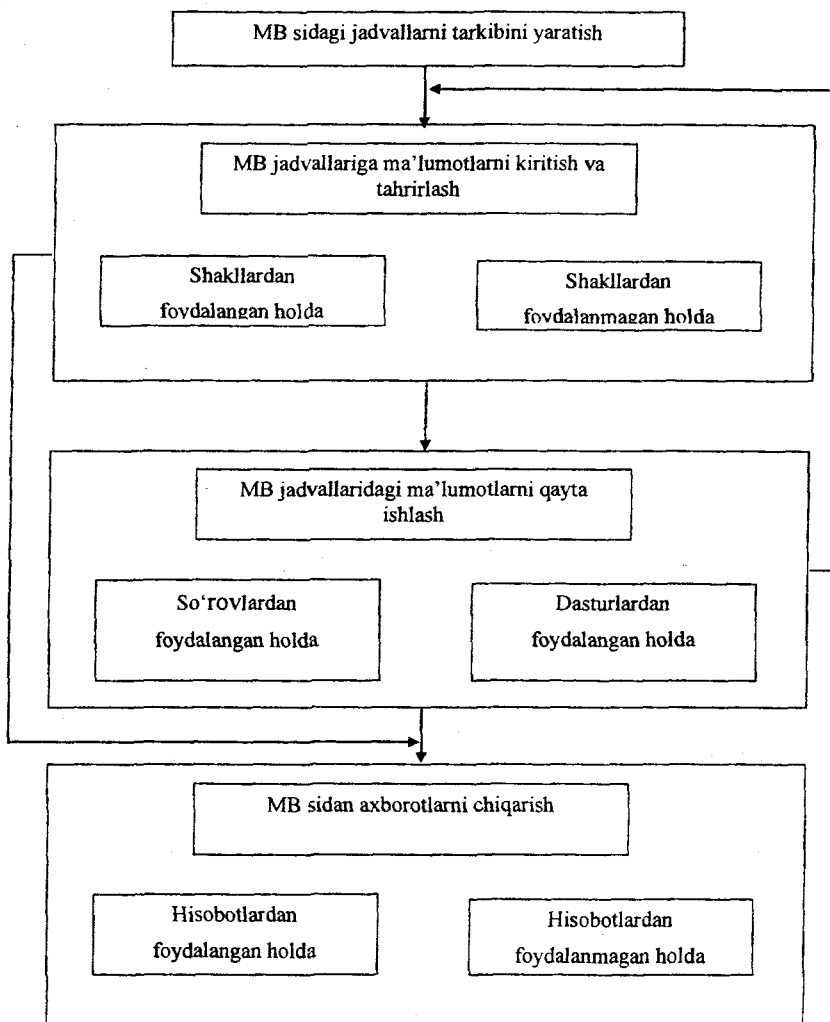 MB sidagi jadvallarni tarkibini yaratish
MB jadvallariga ma’lumotlarni kiritish va
tahrirlash
Shakllardan
foydalangan holda
Shakllardan
foydalanmagan holda
MB jadvallaridagi ma’lumotlarni qayta
ishlash
So‘rovlardan
foydalangan holda
Dasturlardan
foydalangan holda
MB sidan axborotlarni chiqarish
Hisobotlardan
foydalangan holda
Hisobotlardan
foydalanmagan holda